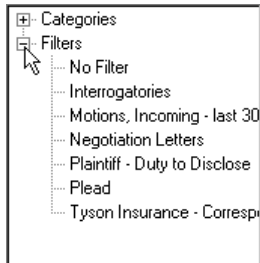 Categories
Filters
No Filter
Interrogatories
Motions, Incoming - last 30
Negotiation Letters
Plaintiff - Duty to Disclose
Plead
Tyson Insurance - Corresp